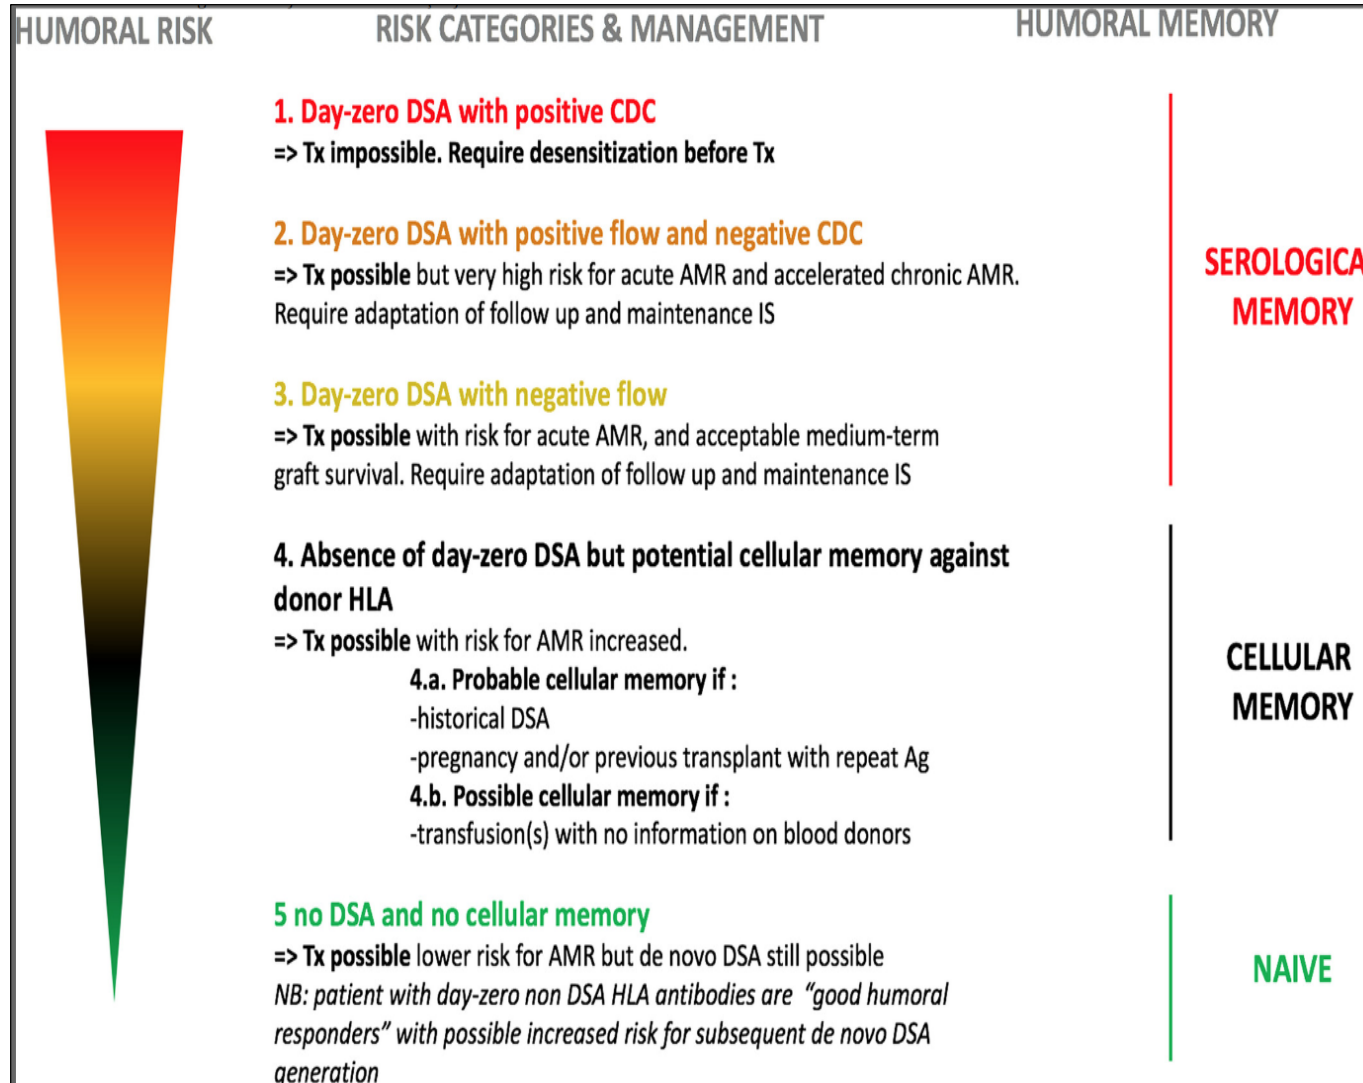 HUMORAL RISK
RISK CATEGORIES & MANAGEMENT
HUMORAL MEMORY
1. Day-zero DSA with positive CDC
=> Tx impossible. Require desensitization before Tx
2. Day-zero DSA with positive flow and negative CDC
=> Tx possible but very high risk for acute AMR and accelerated chronic AMR.
Require adaptation of follow up and maintenance IS
3. Day-zero DSA with negative flow
=> Tx possible with risk for acute AMR, and acceptable medium-term
graft survival. Require adaptation of follow up and maintenance IS
SEROLOGICA
MEMORY
4. Absence of day-zero DSA but potential cellular memory against
donor HLA
=> Tx possible with risk for AMR increased.
4.a. Probable cellular memory if :
-historical DSA
-pregnancy and/or previous transplant with repeat Ag
4.b. Possible cellular memory if :
-transfusion(s) with no information on blood donors
CELLULAR
MEMORY
5 no DSA and no cellular memory
=> Tx possible lower risk for AMR but de novo DSA still possible
NB: patient with day-zero non DSA HLA antibodies are "good humoral
responders" with possible increased risk for subsequent de novo DSA
generation
NAIVE